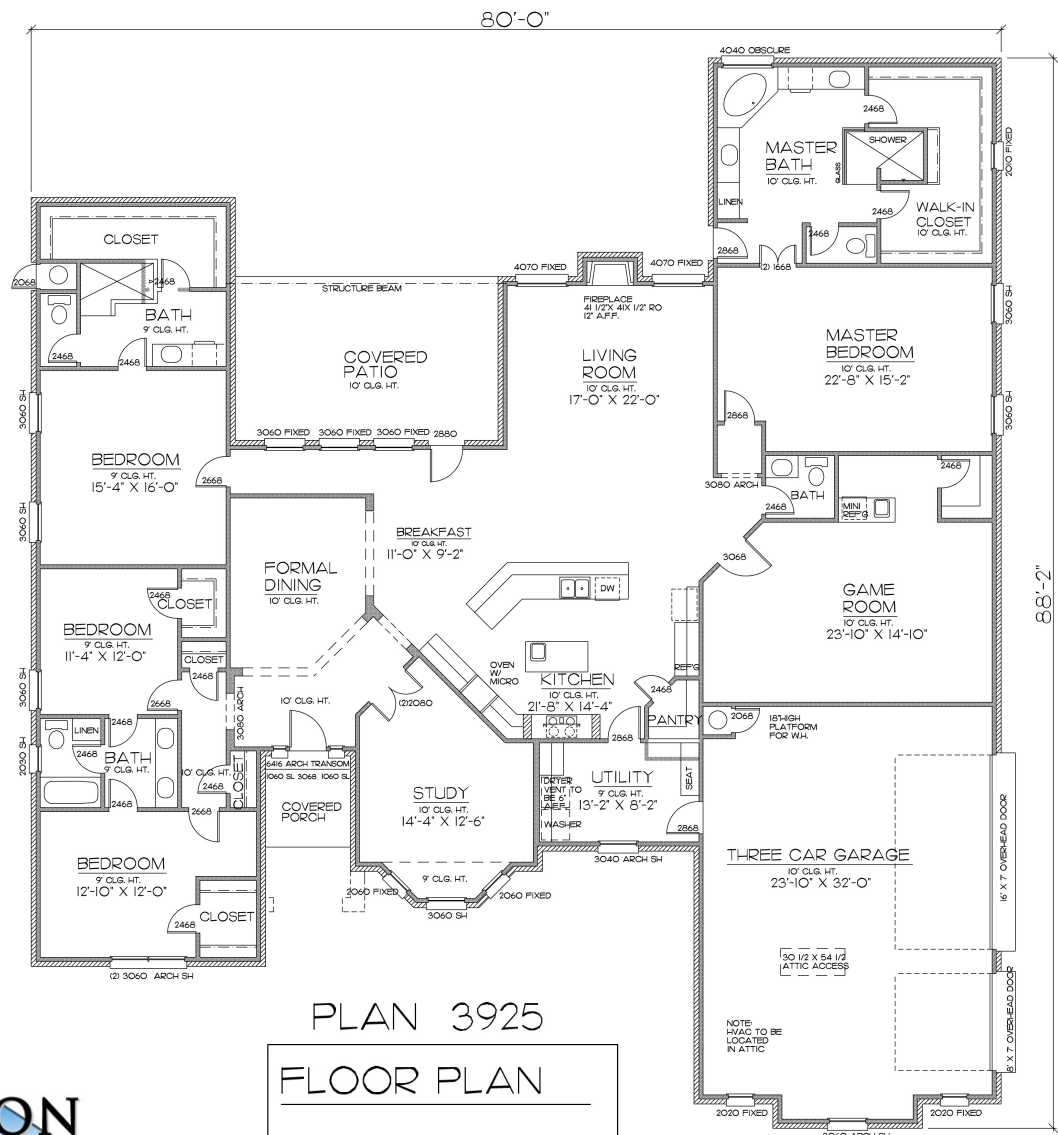 80'-0"
4040 OBSCURE
2468
SHOWER
MASTER
BATH
10' CLG. HT.
GLASS
2010 FIXED
LINEN
2468
WALK-IN
CLOSET
10' CLG. HT.
2468
2868
(2) 1668
CLOSET
2068
2468
BATH
9' CLG. HT.
2468
2468
STRUCTURE BEAM
4070 FIXED
4070 FIXED
FIREPLACE
41 1/2"X 41X 1/2" RO
12" A.F.F.
COVERED
PATIO
10' CLG. HT.
LIVING
ROOM
10' CLG. HT.
17'-0" X 22'-0"
MASTER
BEDROOM
10' CLG. HT.
22'-8" X 15'-2"
3060 SH
3060 SH
3060 SH
3060 SH
2868
3060 FIXED
3060 FIXED
3060 FIXED
2880
BEDROOM
9' CLG. HT.
15'-4" X 16'-0"
2668
3080 ARCH
BATH
2468
2468
MINI
REF'G
BREAKFAST
10' CLG. HT.
11'-0" X 9'-2"
3068
FORMAL
DINING
10' CLG. HT.
DW
GAME
ROOM
10' CLG. HT.
23'-10" X 14'-10"
88'-2"
2468
CLOSET
BEDROOM
9' CLG. HT.
11'-4" X 12'-0"
CLOSET
2468
2668
3060 SH
3080 ARCH
10' CLG. HT.
(2)2080
OVEN
W/
MICRO
REF'G
KITCHEN
10' CLG. HT.
21'-8" X 14'-4"
2468
PANTRY
2068
18"HIGH
PLATFORM
FOR W.H.
2868
2030 SH
LINEN
2468
2468
BATH
9' CLG. HT.
2468
10' CLG. HT.
2468
CLOSET
2668
6416 ARCH TRANSOM
1060 SL 3068 1060 SL
COVERED
PORCH
STUDY
10' CLG. HT.
14'-4" X 12'-6"
DRYER
VENT TO
BE 6"
A.F.F.
WASHER
UTILITY
9' CLG. HT.
13'-2" X 8'-2"
SEAT
2868
3040 ARCH SH
BEDROOM
9' CLG. HT.
12'-10" X 12'-0"
2468
CLOSET
(2) 3060 ARCH SH
2060 FIXED
9' CLG. HT.
2060 FIXED
3060 SH
THREE CAR GARAGE
10' CLG. HT.
23'-10" X 32'-0"
16' X 7' OVERHEAD DOOR
30 1/2 X 54 1/2
ATTIC ACCESS
8' X 7' OVERHEAD DOOR
NOTE:
HVAC TO BE
LOCATED
IN ATTIC
2020 FIXED
2020 FIXED
ARCH SH
PLAN 3925
FLOOR PLAN
ON